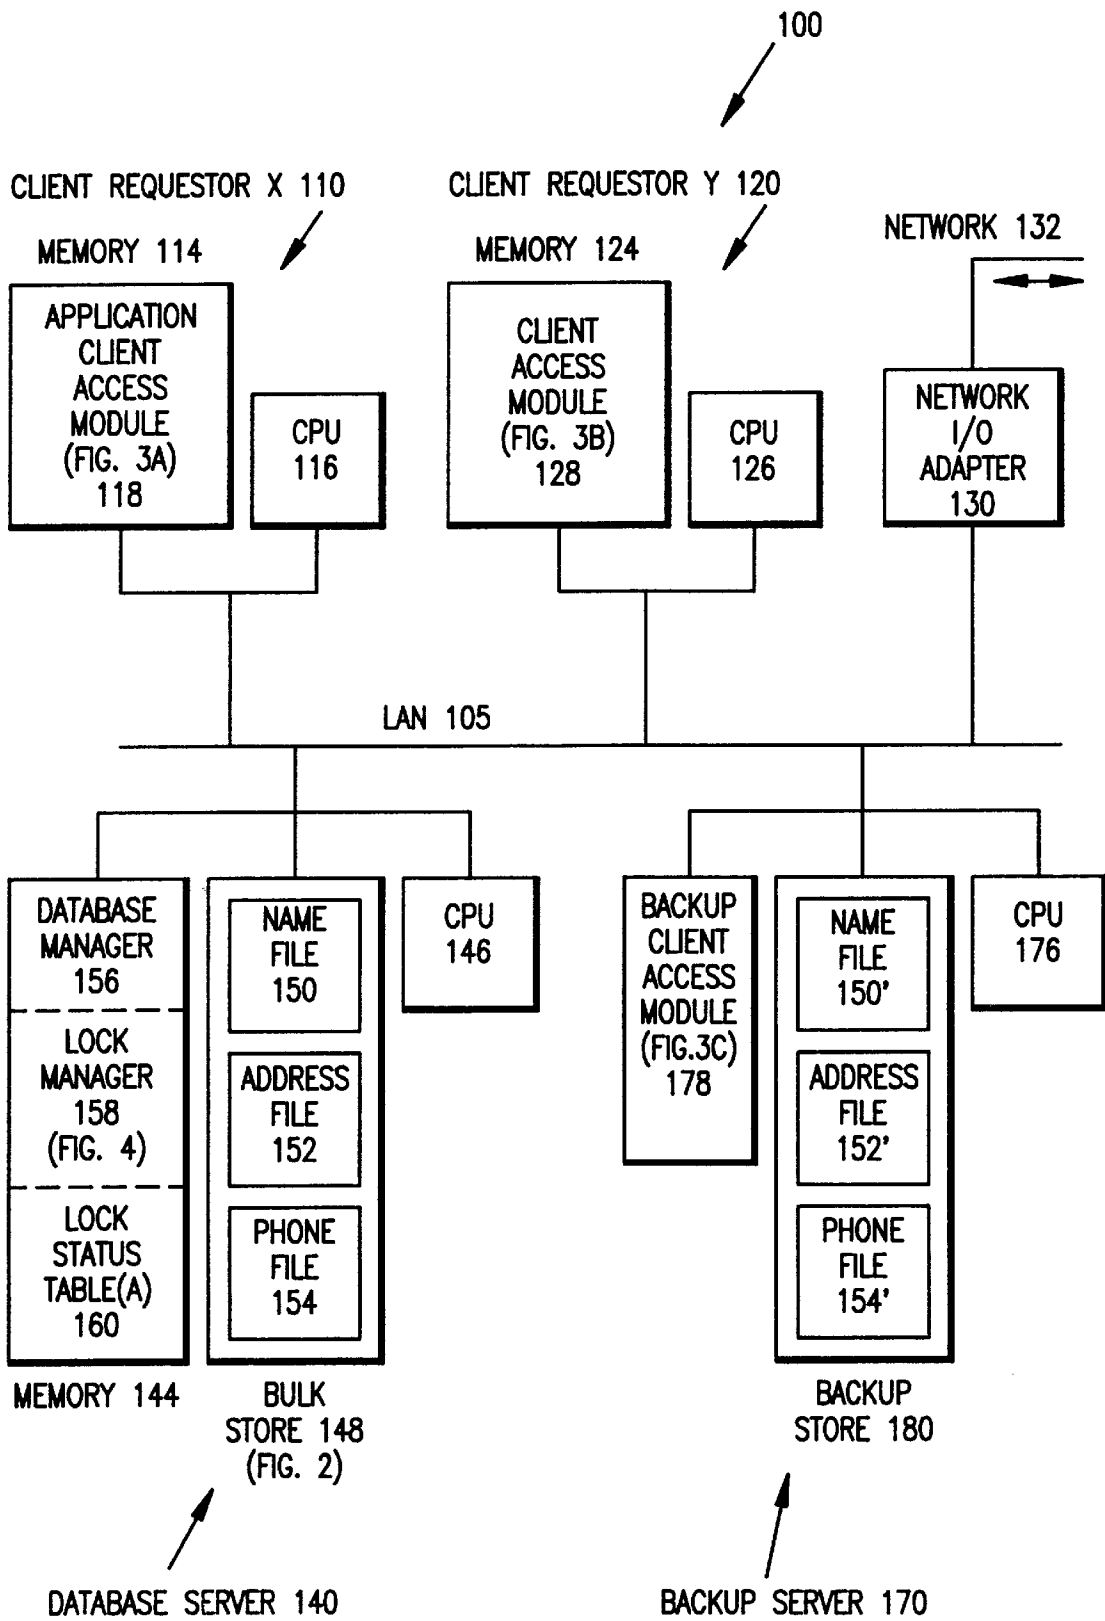 100
CLIENT REQUESTOR X 110
MEMORY 114
APPLICATION
CLIENT
ACCESS
MODULE
(FIG. 3A)
118
CPU
116
CLIENT REQUESTOR Y 120
MEMORY 124
CLIENT
ACCESS
MODULE
(FIG. 3B)
128
CPU
126
NETWORK 132
NETWORK
I/O
ADAPTER
130
LAN 105
DATABASE
MANAGER
156
LOCK
MANAGER
158
(FIG. 4)
LOCK
STATUS
TABLE(A)
160
MEMORY 144
NAME
FILE
150
ADDRESS
FILE
152
PHONE
FILE
154
BULK
STORE 148
(FIG. 2)
CPU
146
DATABASE SERVER 140
BACKUP
CLIENT
ACCESS
MODULE
(FIG.3C)
178
NAME
FILE
150'
ADDRESS
FILE
152'
PHONE
FILE
154'
BACKUP
STORE 180
CPU
176
BACKUP SERVER 170